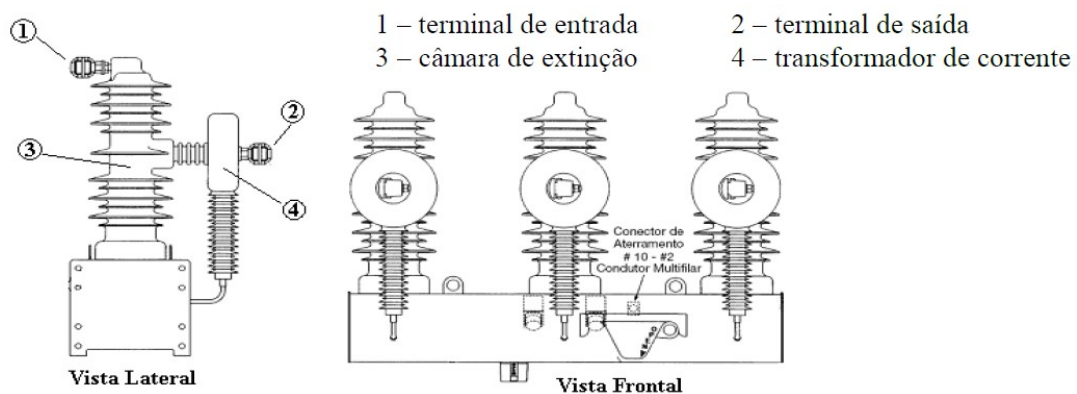 1 – terminal de entrada
2 – terminal de saída
3 – câmara de extinção
4 – transformador de corrente
1
2
3
4
Conector de
Aterramento
# 10 - #2
Condutor Multifilar
Vista Lateral
Vista Frontal